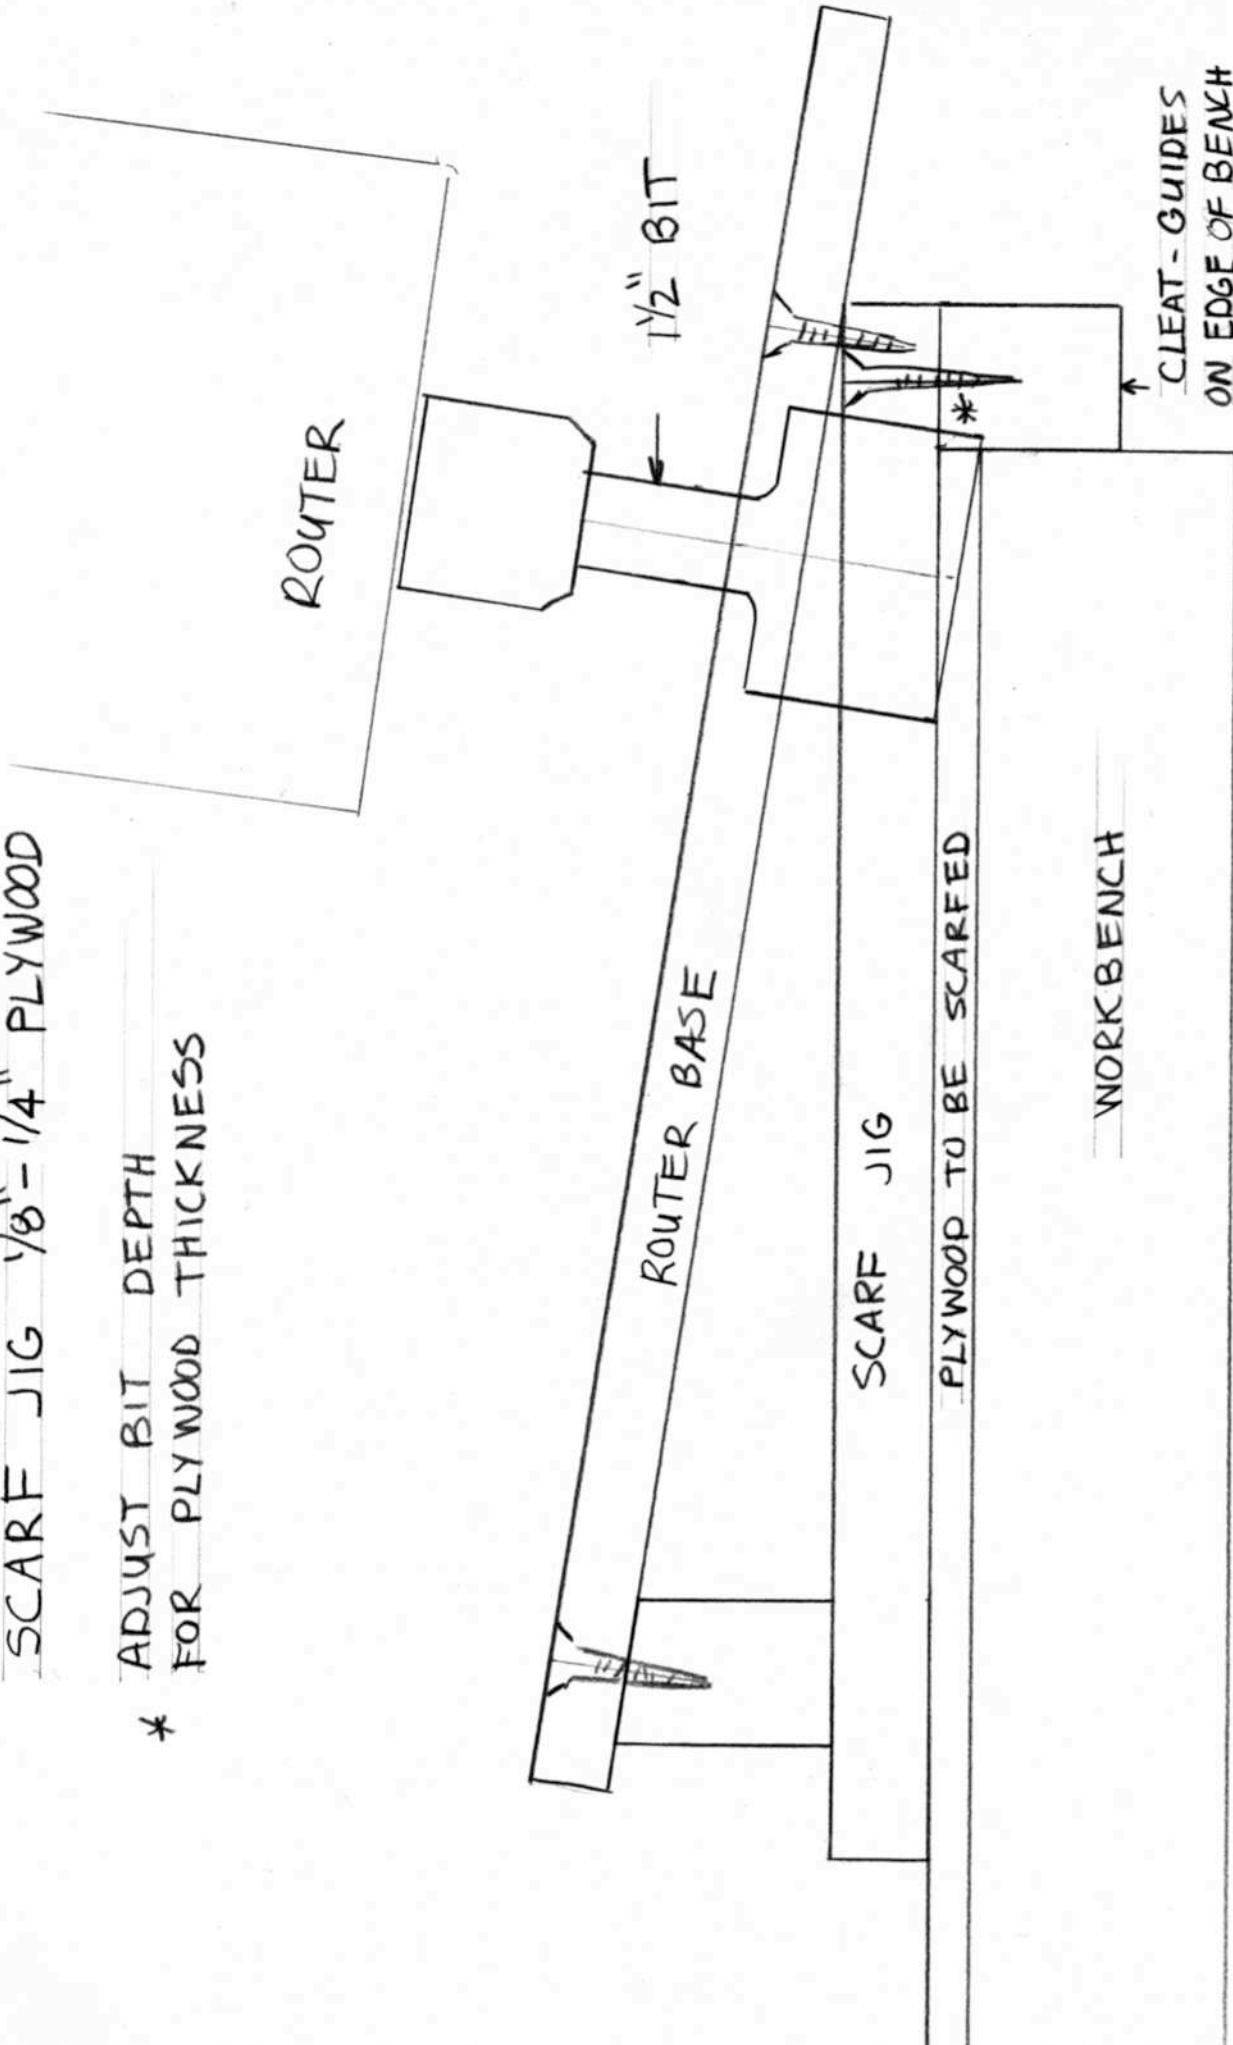 SCARF JIG 1/8"-1/4" PLYWOOD
* ADJUST BIT DEPTH
FOR PLYWOOD THICKNESS
ROUTER
1 1/2" BIT
ROUTER BASE
SCARF JIG
*
PLYWOOD TO BE SCARFED
WORKBENCH
CLEAT - GUIDES
ON EDGE OF BENCH